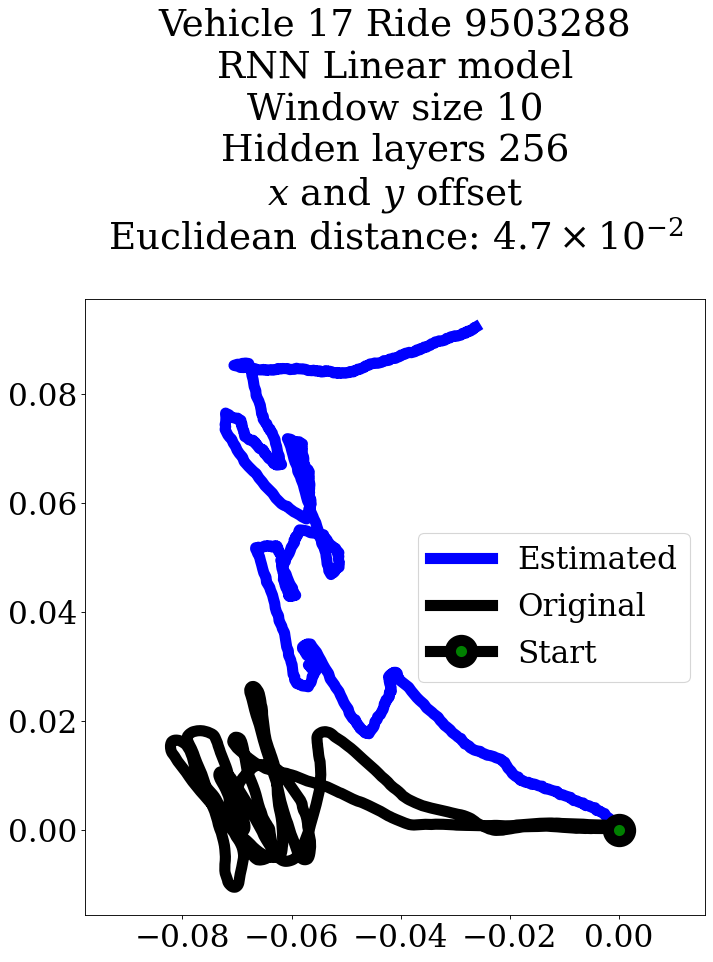 Vehicle 17 Ride 9503288
RNN Linear model
Window size 10
Hidden layers 256
x and y offset
Euclidean distance: 4.7 × 10⁻²
0.08
0.06
0.04
0.02
0.00
Estimated
Original
Start
−0.08 −0.06 −0.04 −0.02 0.00